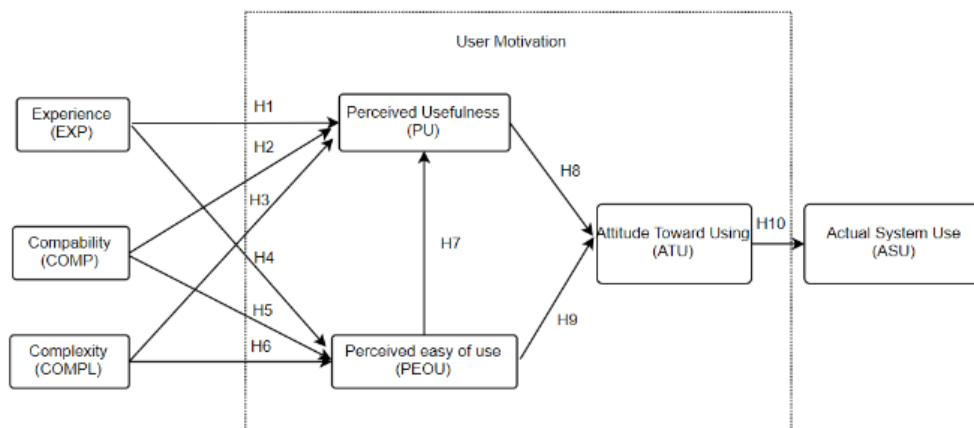 User Motivation
Experience
(EXP)
H1
Perceived Usefulness
(PU)
H2
H3
H8
Compability
(COMP)
H4
H7
Attitude Toward Using
(ATU)
H10
Actual System Use
(ASU)
H5
H9
Complexity
(COMPL)
H6
Perceived easy of use
(PEOU)